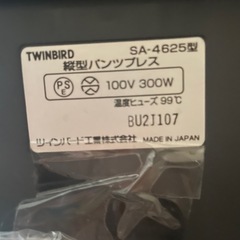 TWINBIRD SA-4625型
縦型パンツプレス
PSE 100V 300W
温度ヒューズ 99℃
BU2J107
ツインバード工業株式会社 MADE IN JAPAN